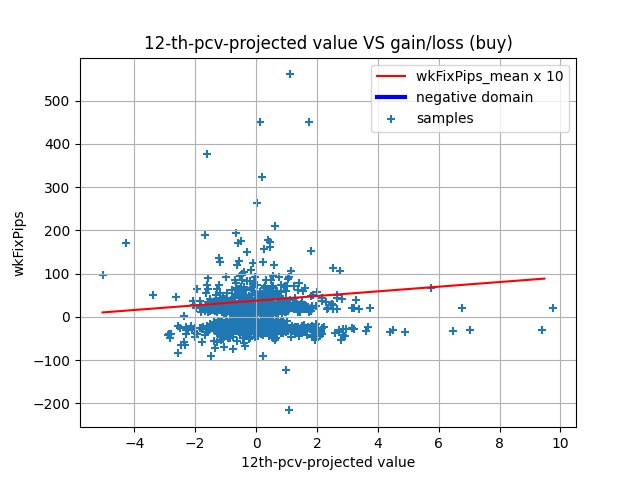 12-th-pcv-projected value VS gain/loss (buy)
wkFixPips_mean x 10
negative domain
samples
500
400
300
200
100
0
−100
−200
wkFixPips
−4
−2
0
2
4
6
8
10
12th-pcv-projected value